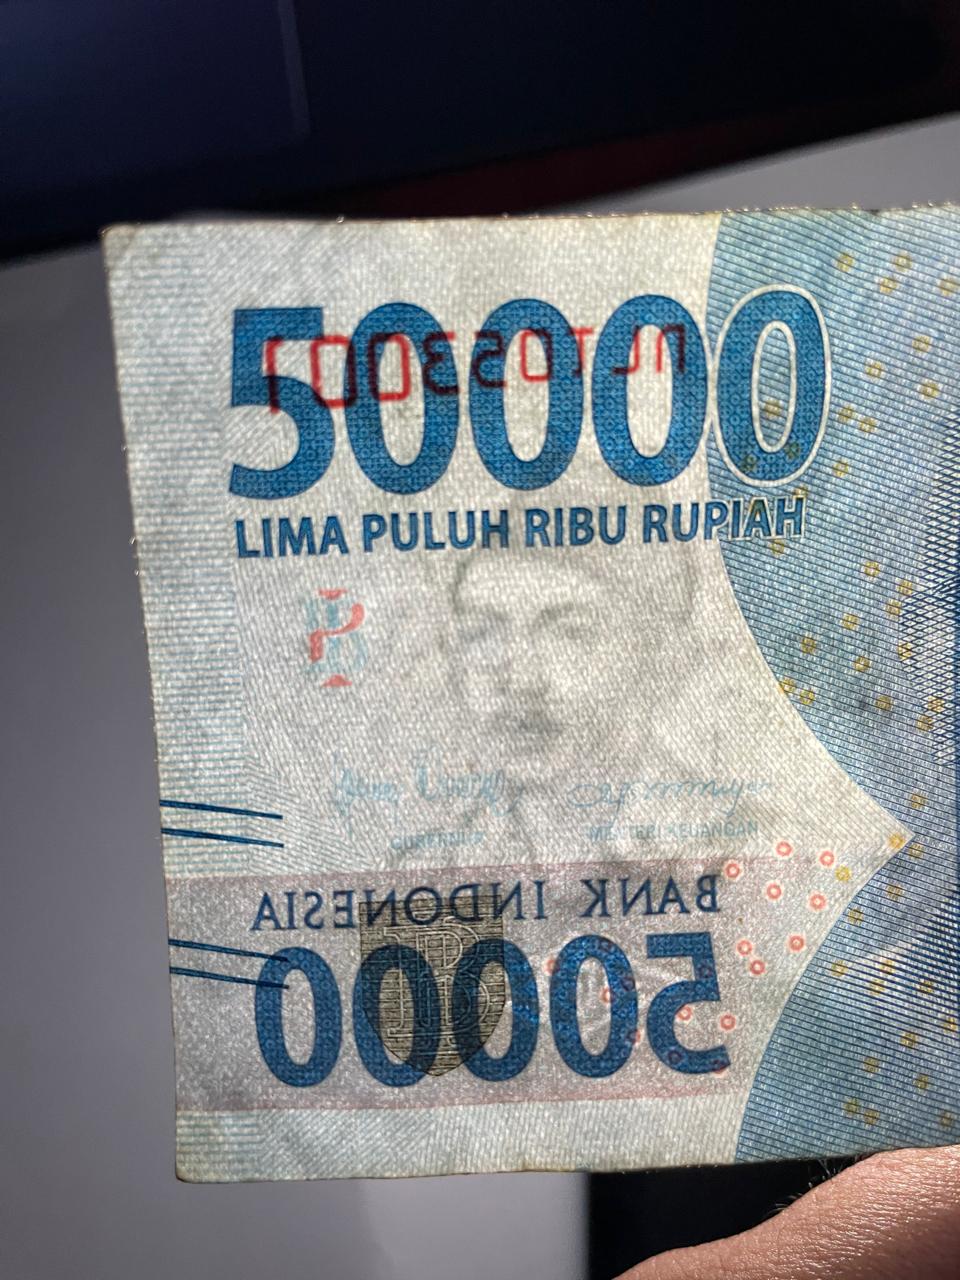 50000
LIMA PULUH RIBU RUPIAH
GUBERNUR
MENTERI KEUANGAN
BANK INDONESIA
50000